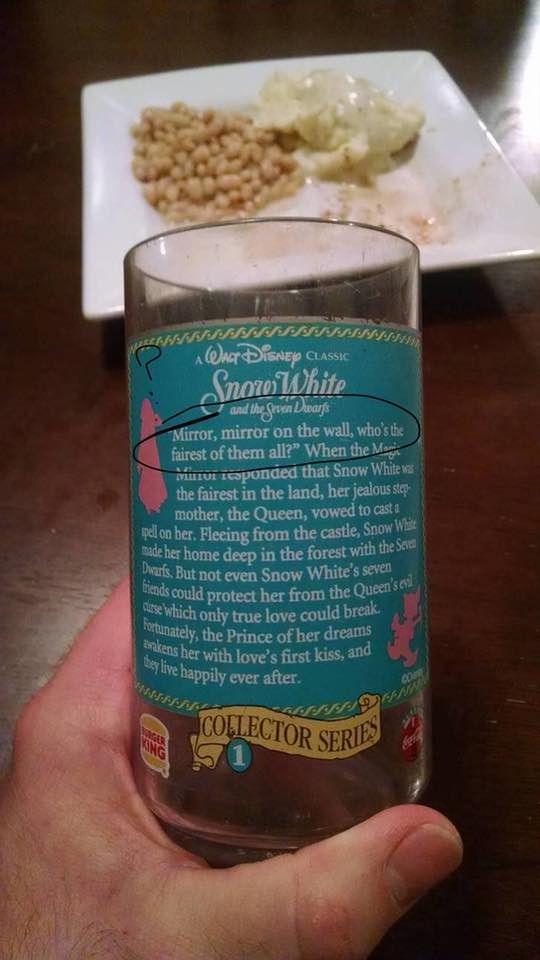 ?
A Walt Disney CLASSIC
Snow White
and the Seven Dwarfs
Mirror, mirror on the wall, who's the
fairest of them all?" When the Magic
Mirror responded that Snow White was
the fairest in the land, her jealous step-
mother, the Queen, vowed to cast a
spell on her. Fleeing from the castle, Snow White
made her home deep in the forest with the Seven
Dwarfs. But not even Snow White's seven
friends could protect her from the Queen's evil
curse which only true love could break.
Fortunately, the Prince of her dreams
awakens her with love's first kiss, and
they live happily ever after.
©Disney
BURGER
KING
COLLECTOR SERIES
1